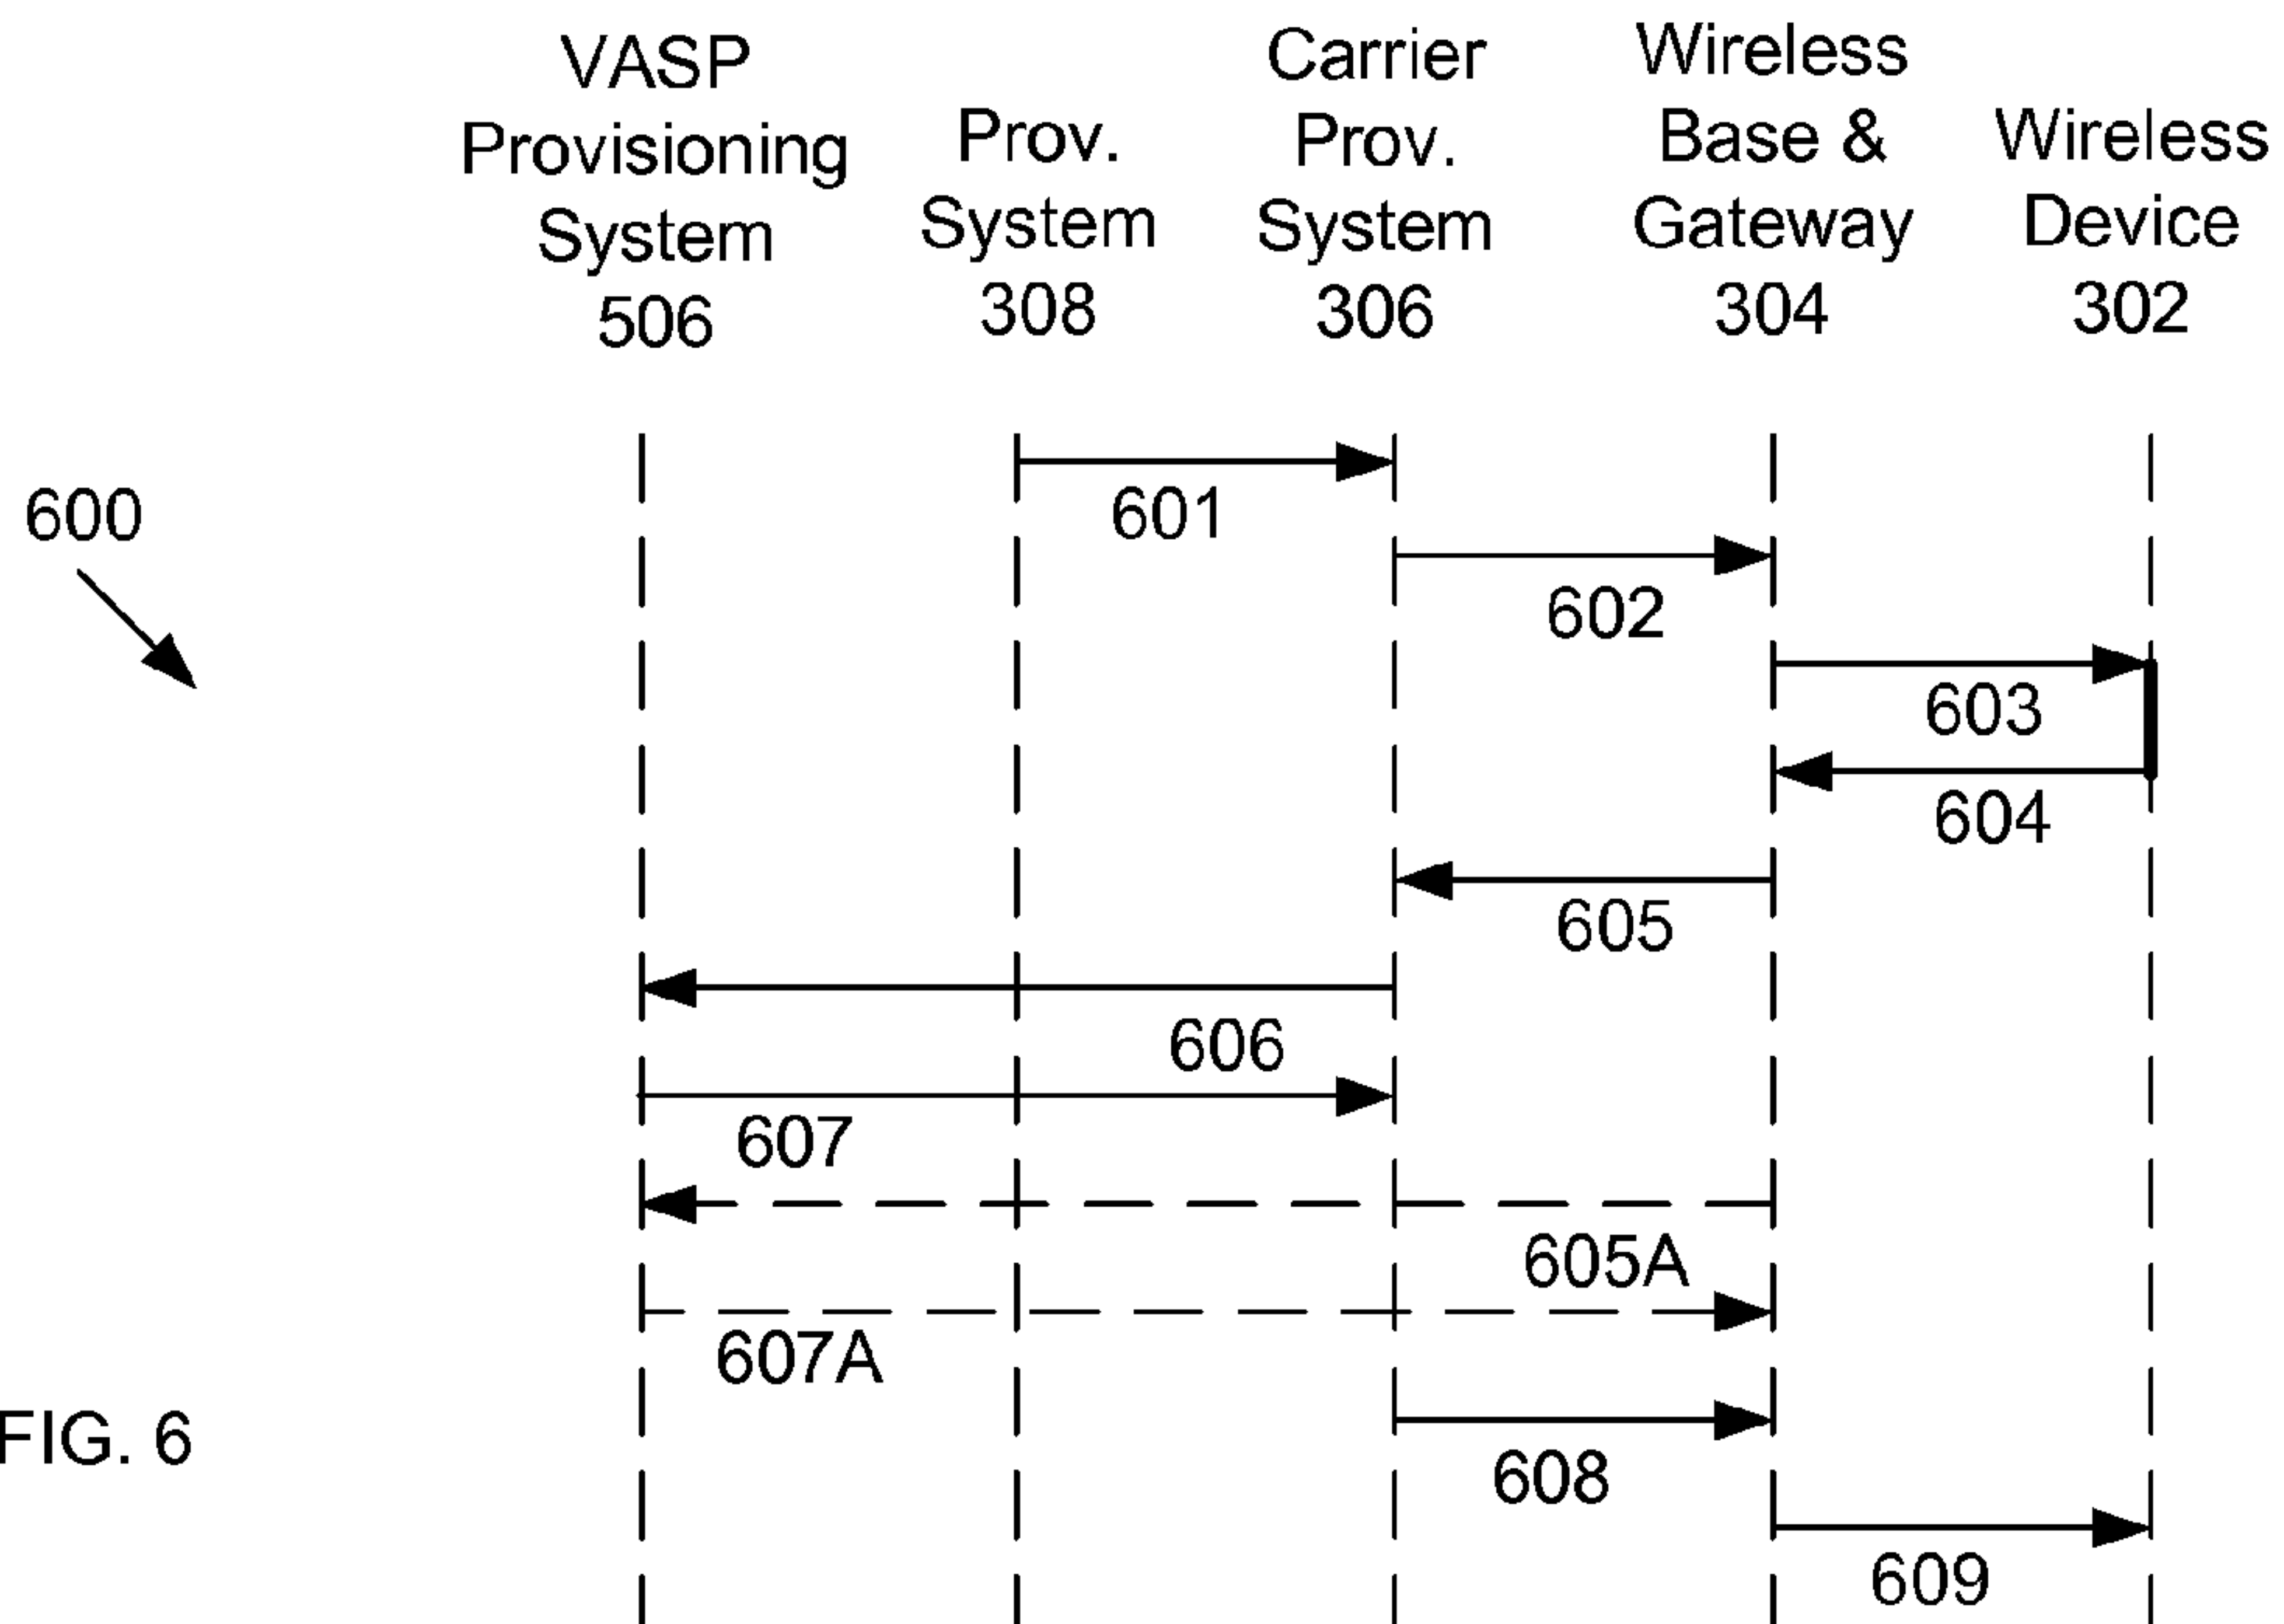 VASP
Provisioning
System
506
Prov.
System
308
Carrier
Prov.
System
306
Wireless
Base &
Gateway
304
Wireless
Device
302
600
601
602
603
604
605
606
607
605A
607A
608
609
FIG. 6